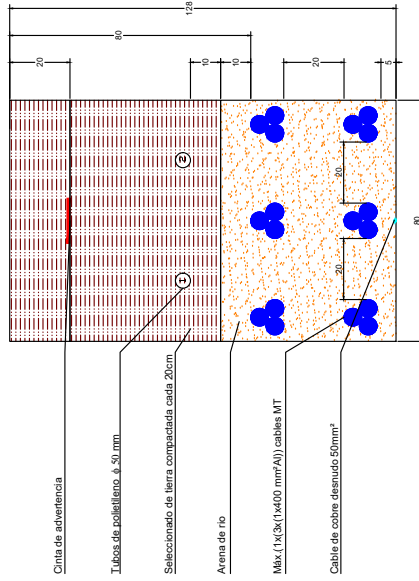 Cinta de advertencia
Tubos de polietileno ϕ 50 mm
Seleccionado de tierra compactada cada 20cm
Arena de rio
Máx.(1x(3x(1x400 mm²Al)) cables MT
Cable de cobre desnudo 50mm²
128
80
20
10
10
20
5
1
2
20
20
80